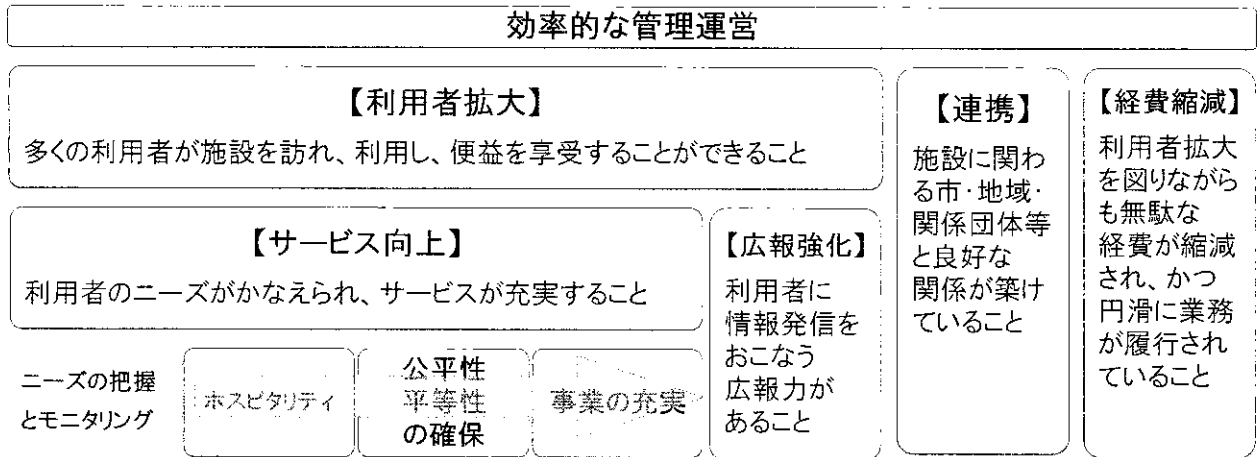 効率的な管理運営
【利用者拡大】
多くの利用者が施設を訪れ、利用し、便益を享受することができること
【サービス向上】
利用者のニーズがかなえられ、サービスが充実すること
ニーズの把握
とモニタリング
ホスピタリティ
公平性
平等性
の確保
事業の充実
【広報強化】
利用者に
情報発信を
おこなう
広報力が
あること
【連携】
施設に関わ
る市・地域・
関係団体等
と良好な
関係が築け
ていること
【経費縮減】
利用者拡大
を図りながら
も無駄な
経費が縮減
され、かつ
円滑に業務
が履行され
ていること